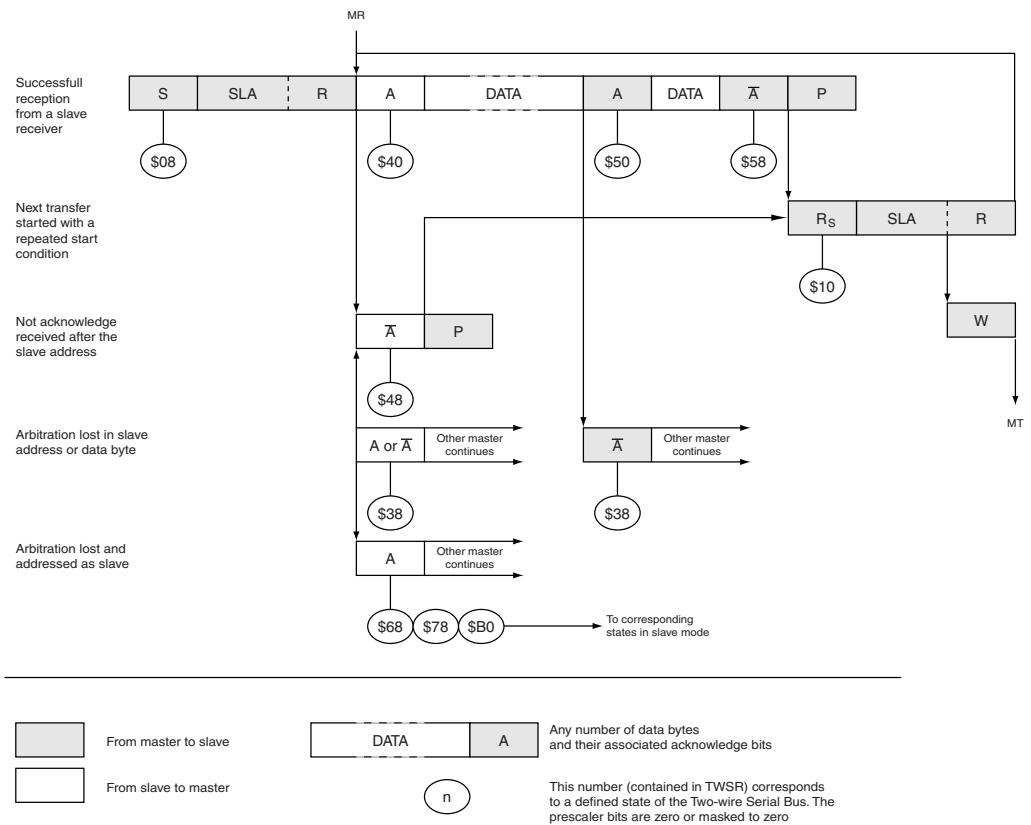 MR
Successfull
reception
from a slave
receiver
S SLA R A DATA A DATA A̅ P
$08 $40 $50 $58
Next transfer
started with a
repeated start
condition
RS SLA R
$10
Not acknowledge
received after the
slave address
A̅ P
W
$48
MT
Arbitration lost in slave
address or data byte
A or A̅
Other master
continues
A̅
Other master
continues
$38 $38
Arbitration lost and
addressed as slave
A
Other master
continues
$68 $78 $B0
To corresponding
states in slave mode
From master to slave
DATA A
Any number of data bytes
and their associated acknowledge bits
From slave to master
n
This number (contained in TWSR) corresponds
to a defined state of the Two-wire Serial Bus. The
prescaler bits are zero or masked to zero